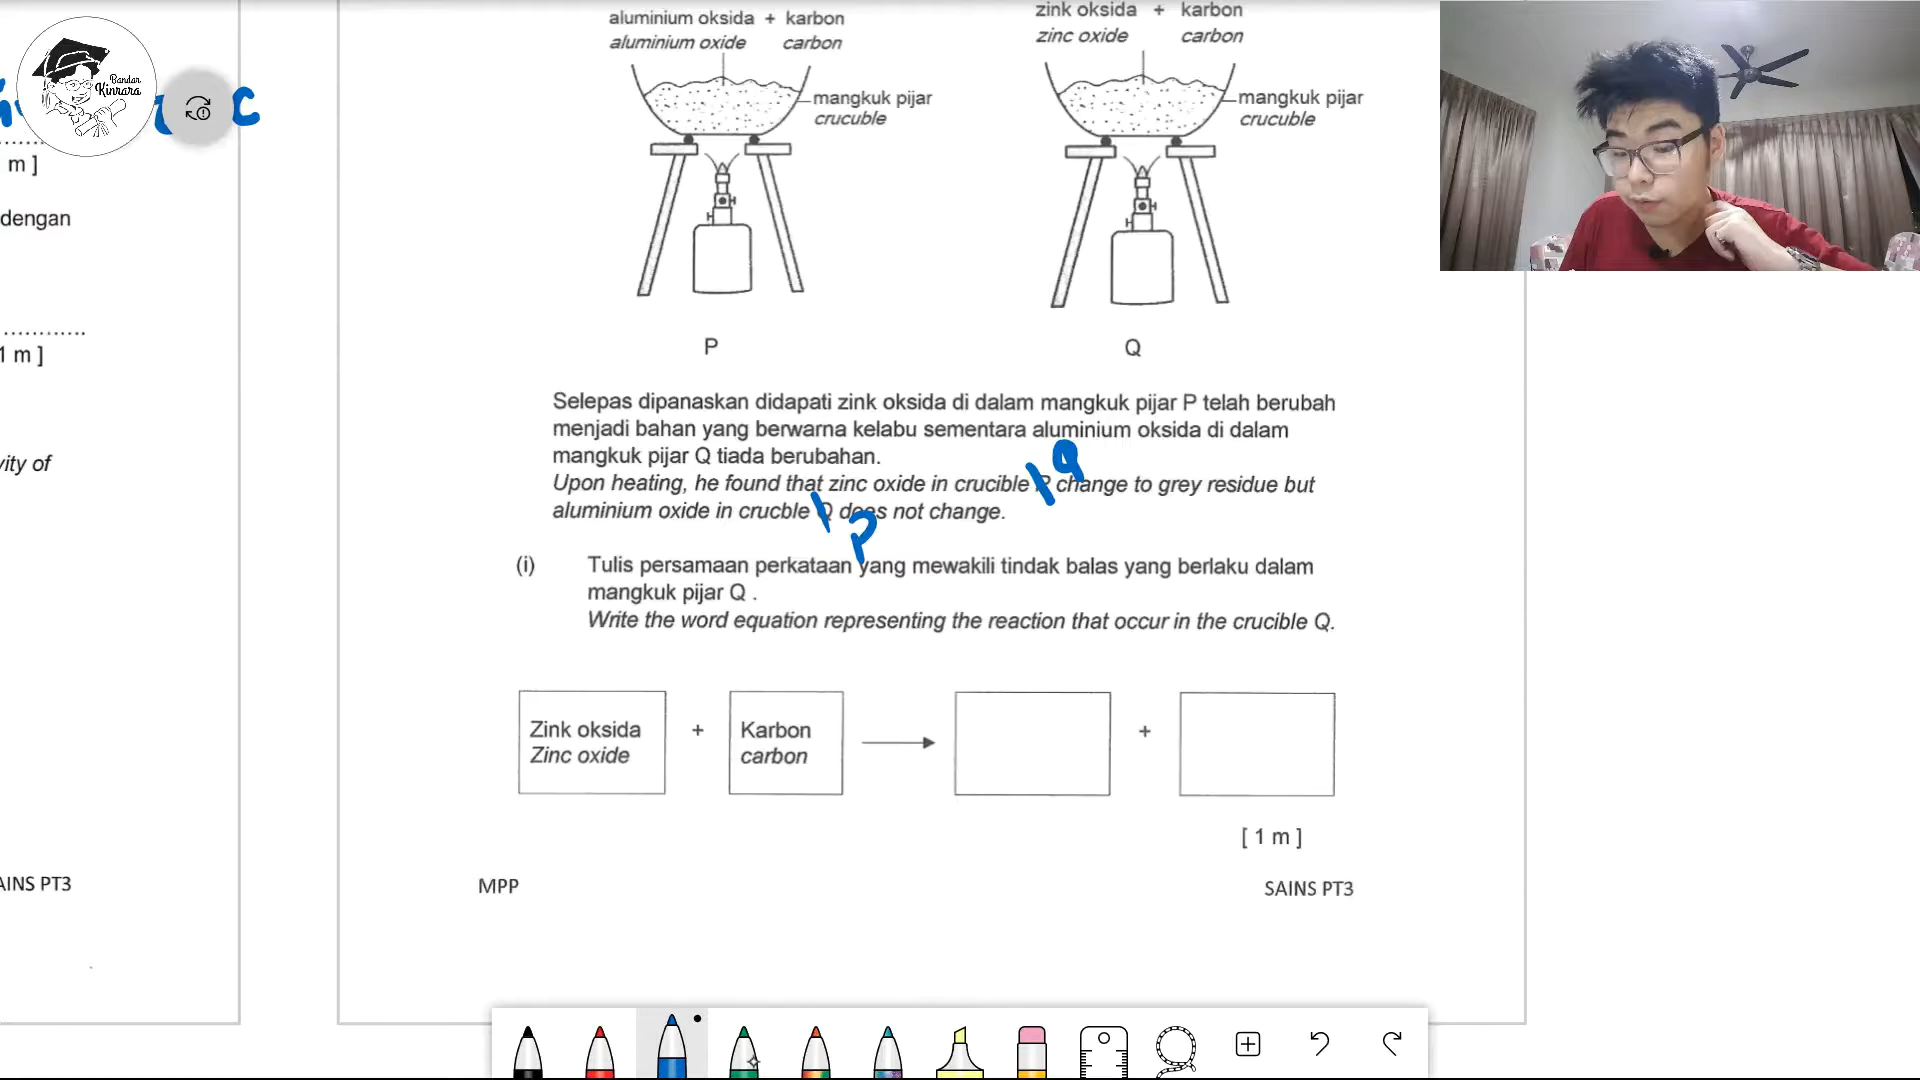 aluminium oksida + karbon
aluminium oxide carbon
mangkuk pijar
crucuble
P
zink oksida + karbon
zinc oxide carbon
mangkuk pijar
crucuble
Q
Bandar
Kinrara
c
m ]
dengan
1 m ]
vity of
AINS PT3
Selepas dipanaskan didapati zink oksida di dalam mangkuk pijar P telah berubah
menjadi bahan yang berwarna kelabu sementara aluminium oksida di dalam
mangkuk pijar Q tiada berubahan.
Upon heating, he found that zinc oxide in crucible P change to grey residue but
Q
aluminium oxide in crucble Q does not change.
P
(i) Tulis persamaan perkataan yang mewakili tindak balas yang berlaku dalam
mangkuk pijar Q .
Write the word equation representing the reaction that occur in the crucible Q.
Zink oksida + Karbon +
Zinc oxide carbon
[ 1 m ]
MPP SAINS PT3